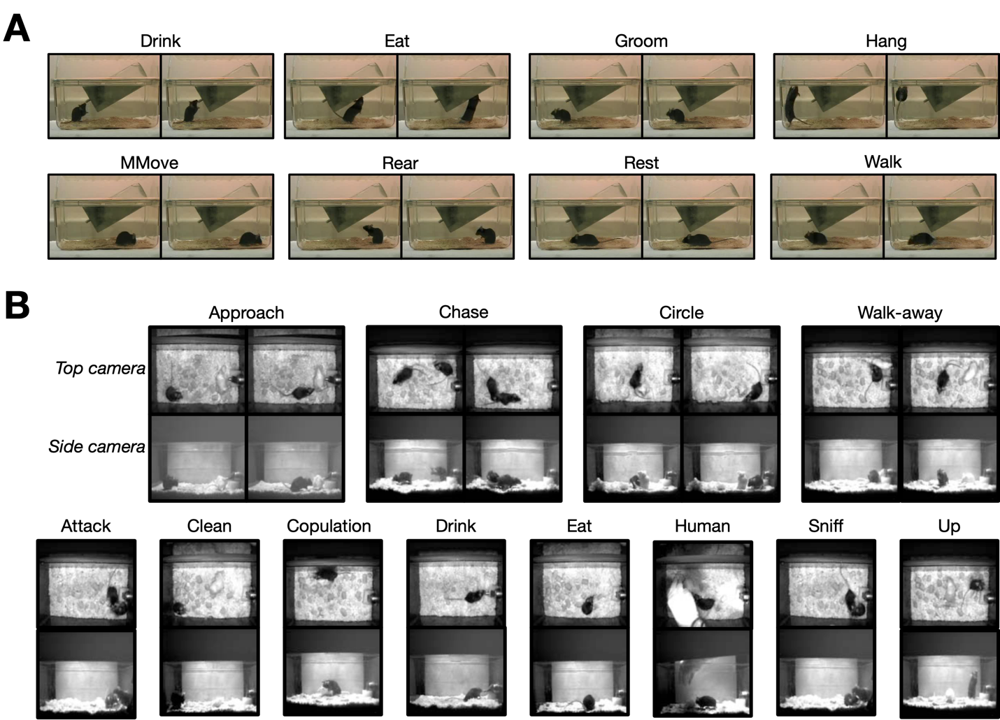 A
Drink Eat Groom Hang
MMove Rear Rest Walk
B
Approach Chase Circle Walk-away
Top camera
Side camera
Attack Clean Copulation Drink Eat Human Sniff Up